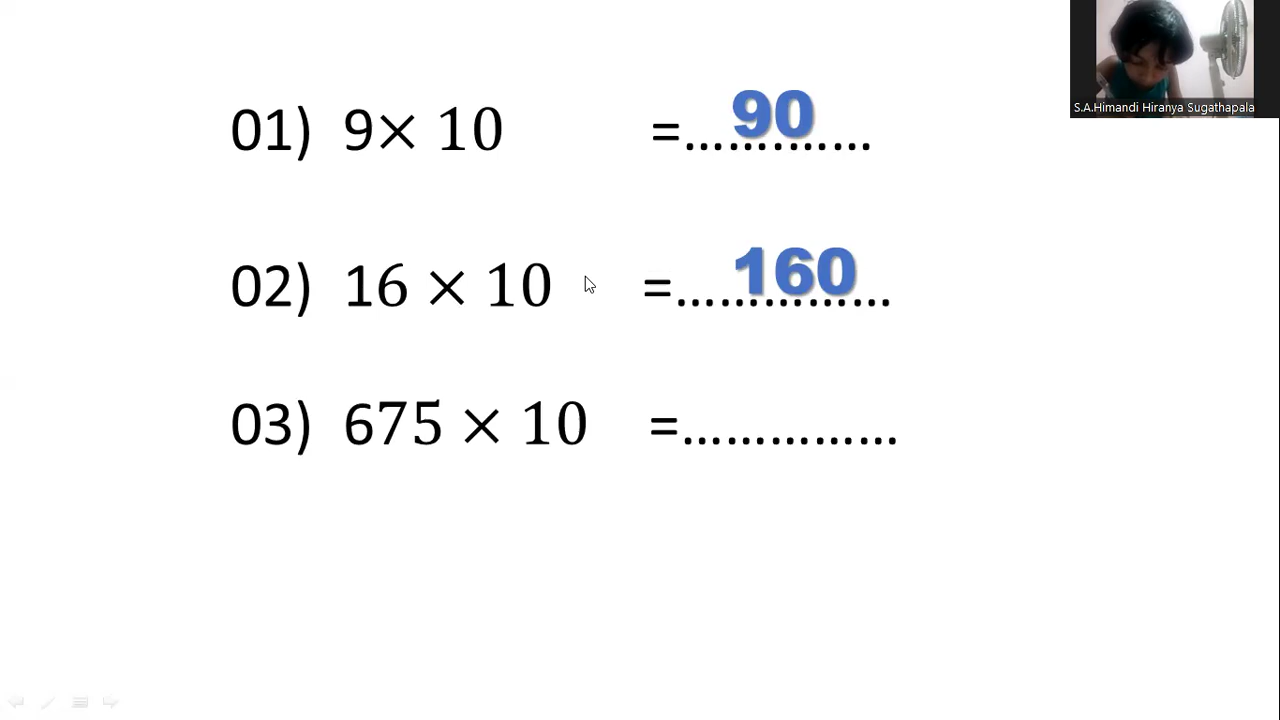 S.A.Himandi Hiranya Sugathapala
01) 9× 10 =............... 90
02) 16 × 10 =............... 160
03) 675 × 10 =...............